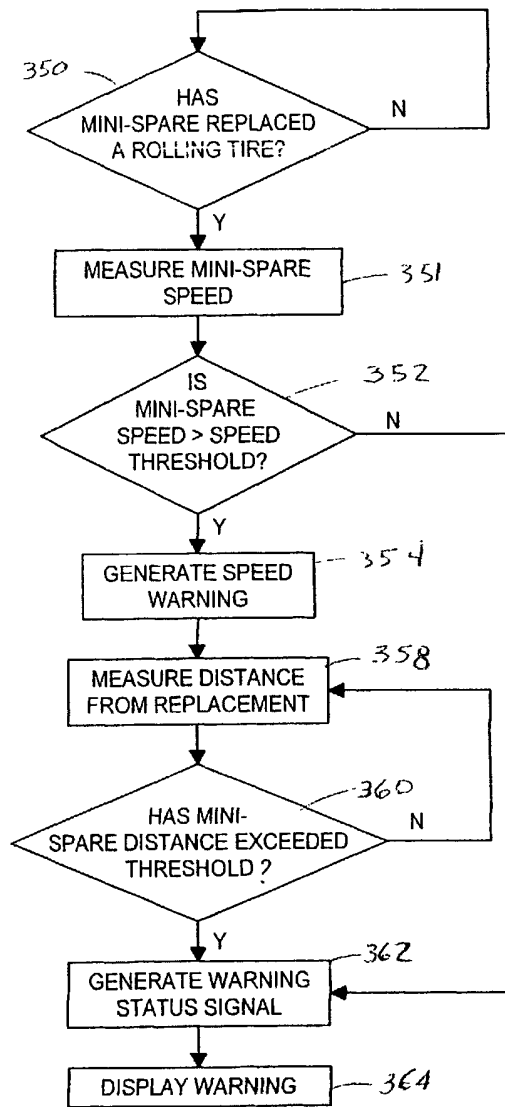 350
HAS
MINI-SPARE REPLACED
A ROLLING TIRE?
N
Y
MEASURE MINI-SPARE
SPEED
351
IS
MINI-SPARE
SPEED > SPEED
THRESHOLD?
352
N
Y
GENERATE SPEED
WARNING
354
MEASURE DISTANCE
FROM REPLACEMENT
358
HAS MINI-
SPARE DISTANCE EXCEEDED
THRESHOLD?
360
N
Y
GENERATE WARNING
STATUS SIGNAL
362
DISPLAY WARNING
364